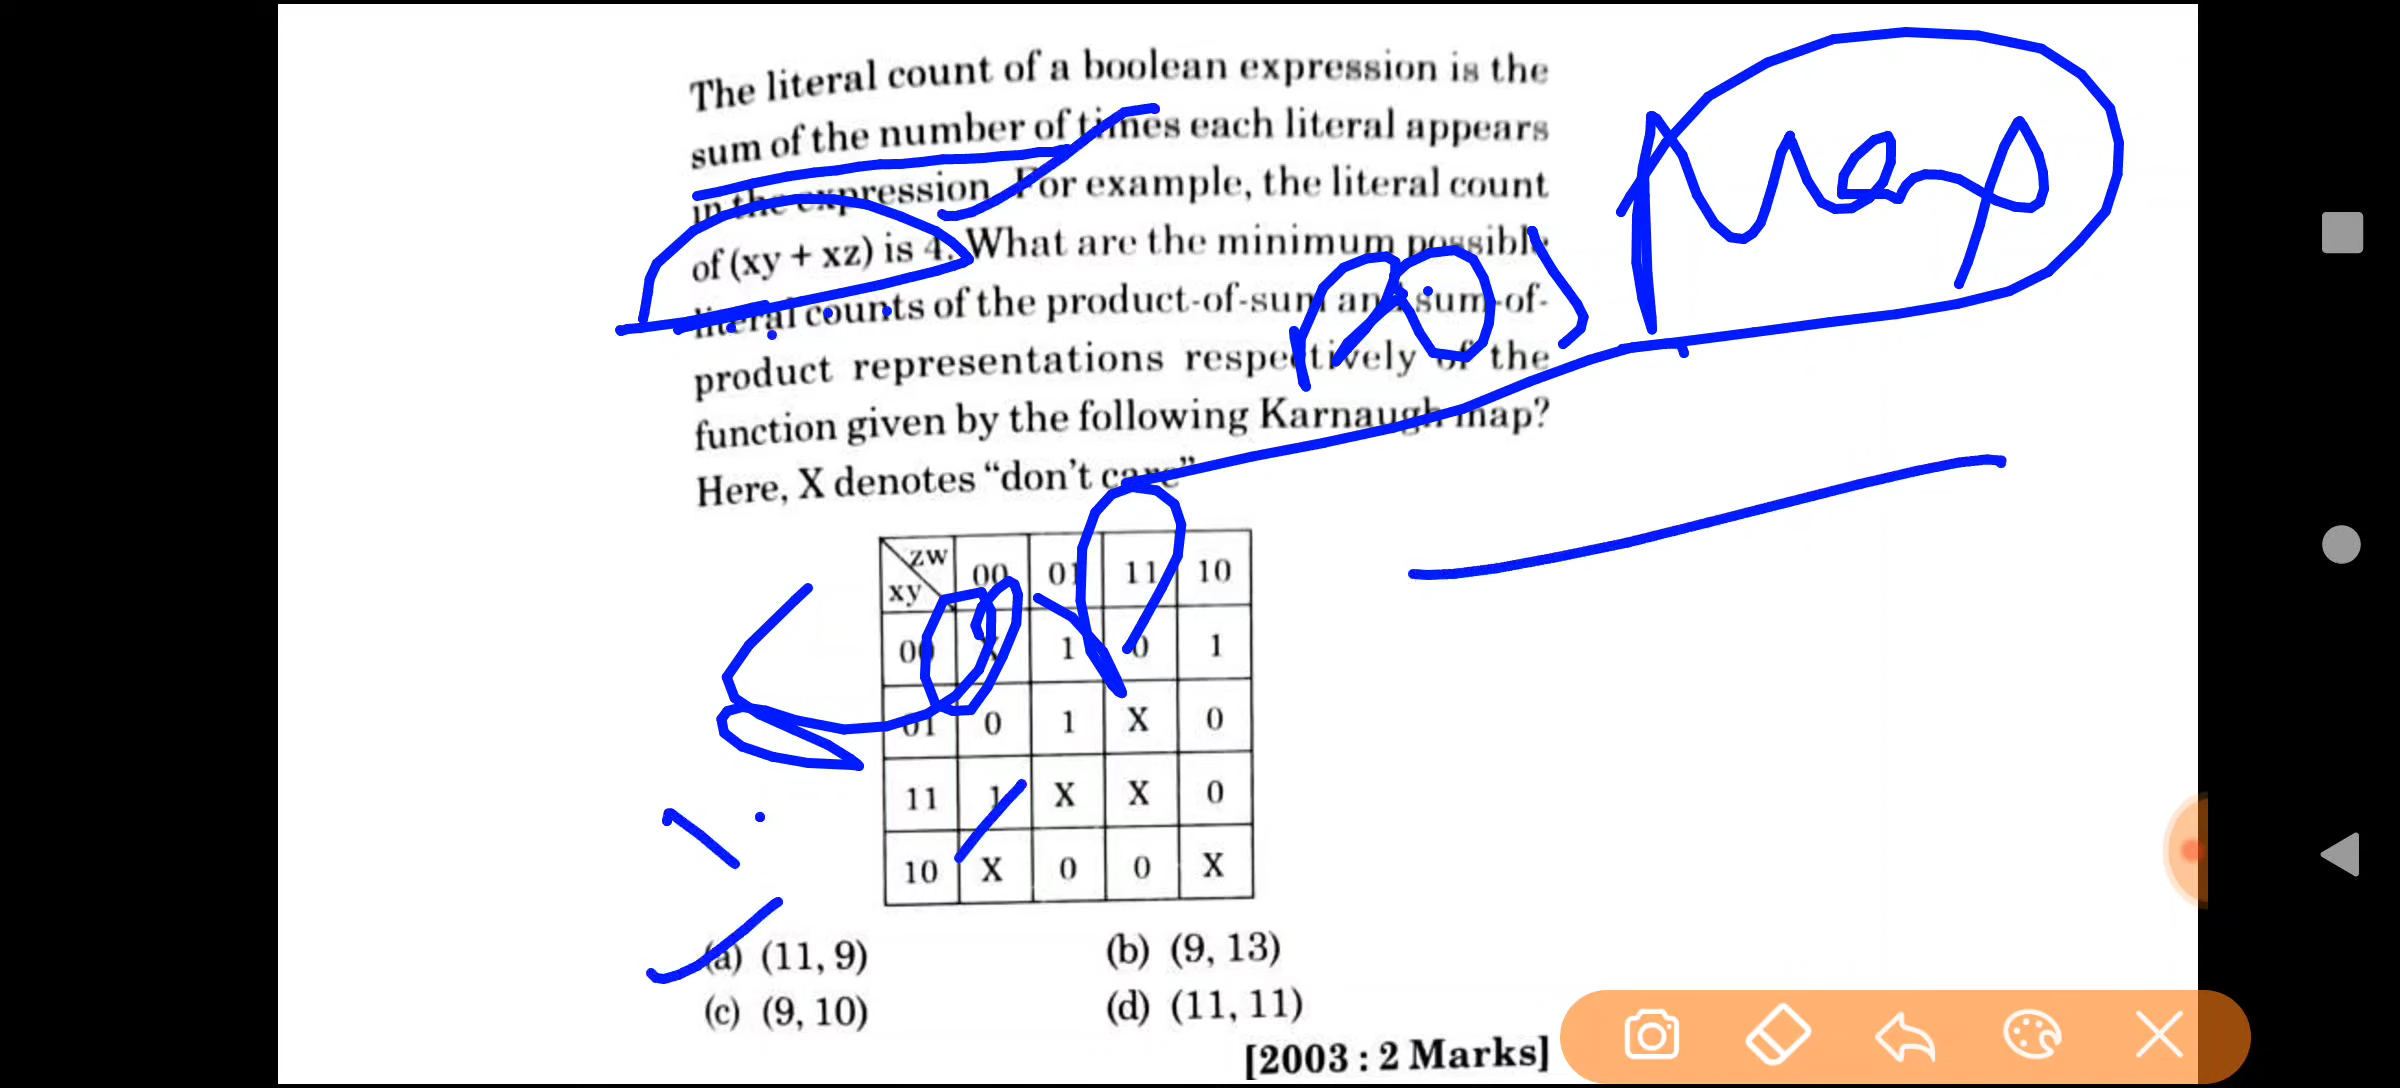 The literal count of a boolean expression is the
sum of the number of times each literal appears
in the expression. For example, the literal count
of (xy + xz) is 4. What are the minimum possible
literal counts of the product-of-sum and sum-of-
product representations respectively of the
function given by the following Karnaugh map?
Here, X denotes “don’t care”
Map
zw
xy
00 01 11 10
00 X 1 0 1
01 0 1 X 0
11 1 X X 0
10 X 0 0 X
(a) (11, 9)
(b) (9, 13)
(c) (9, 10)
(d) (11, 11)
[2003 : 2 Marks]